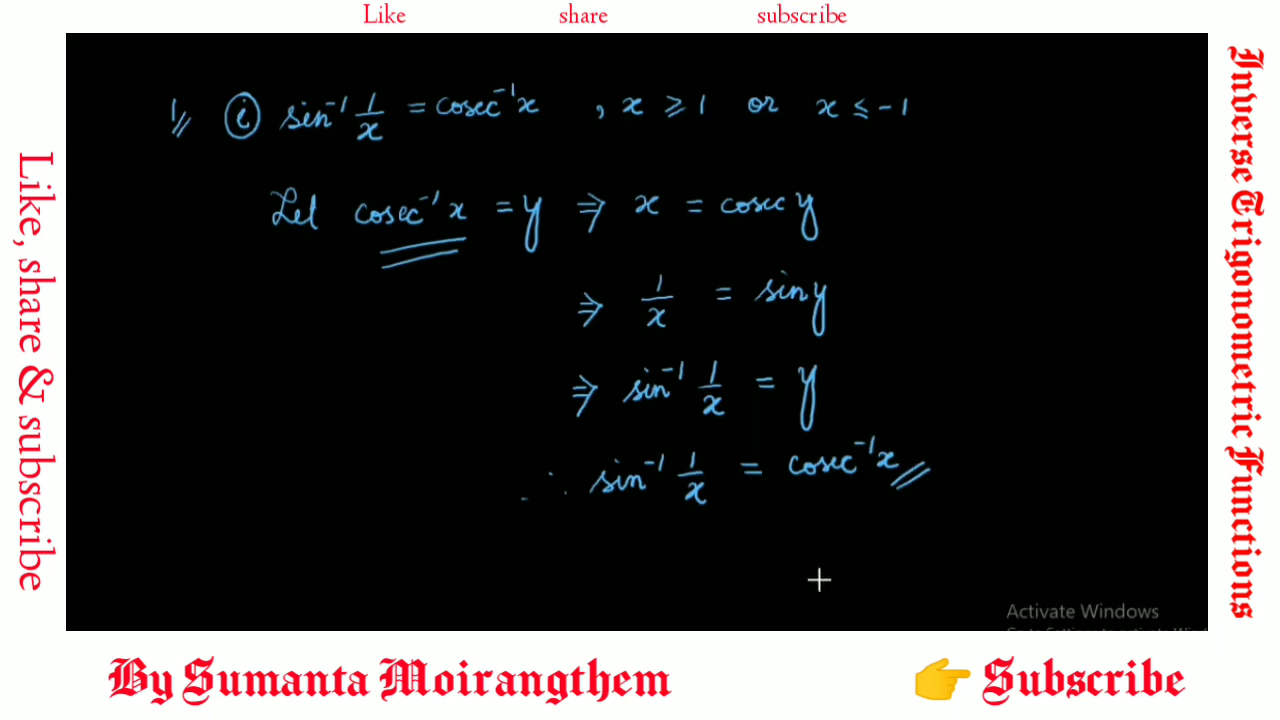 Like share subscribe
1// (i) sin⁻¹ 1/x = cosec⁻¹x , x ≥ 1 or x ≤ -1
Let cosec⁻¹ x = y ⇒ x = cosec y
⇒ 1/x = sin y
⇒ sin⁻¹ 1/x = y
∴ sin⁻¹ 1/x = cosec⁻¹x //
Activate Windows
Like, share & subscribe
Inverse Trigonometric Functions
By Sumanta Moirangthem
👉 Subscribe